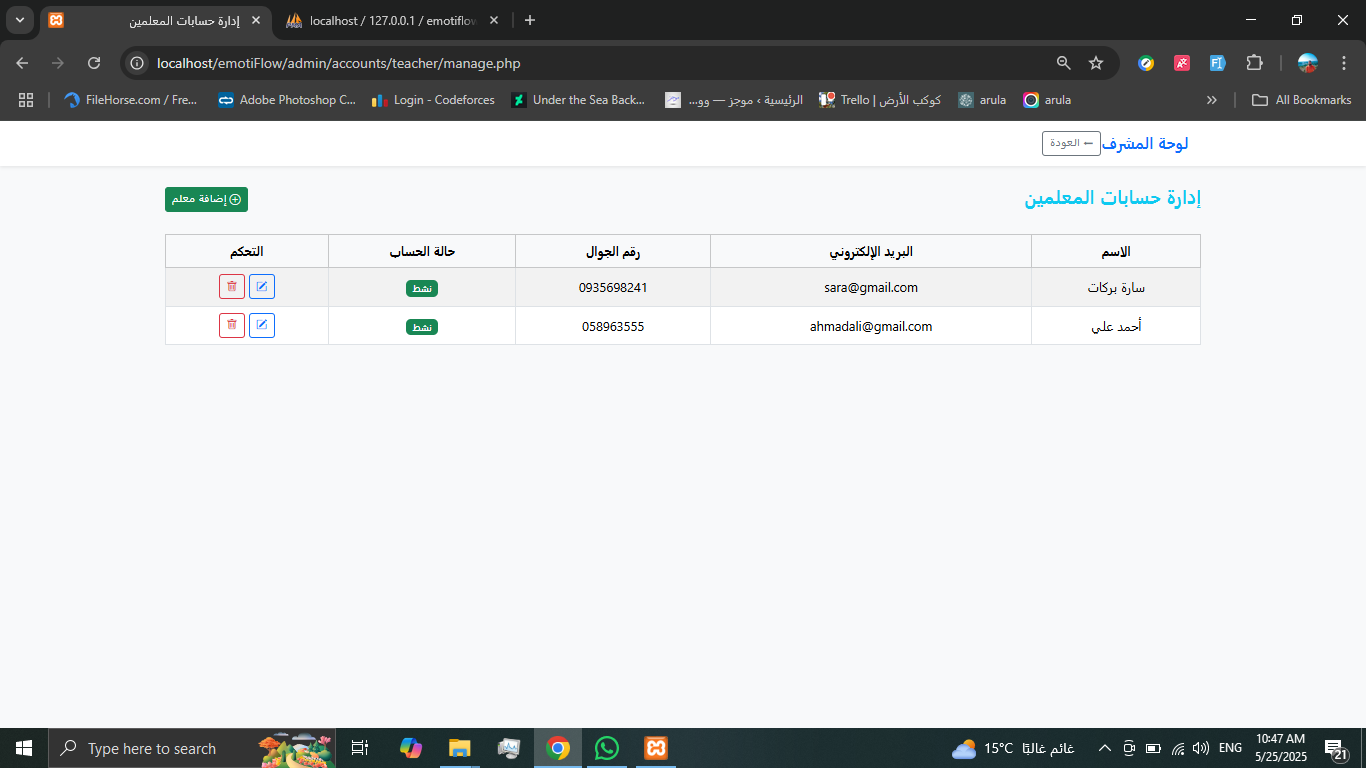 إدارة حسابات المعلمين
localhost / 127.0.0.1 / emotiflow
localhost/emotiFlow/admin/accounts/teacher/manage.php
FileHorse.com / Fre...
Adobe Photoshop C...
Login - Codeforces
Under the Sea Back...
الرئيسية › موجز — وو...
كوكب الأرض | Trello
arula
arula
All Bookmarks
لوحة المشرف
← العودة
إدارة حسابات المعلمين
إضافة معلم
الاسم البريد الإلكتروني رقم الجوال حالة الحساب التحكم
سارة بركات sara@gmail.com 0935698241 نشط
أحمد علي ahmadali@gmail.com 058963555 نشط
Type here to search
15°C غائم غالبًا
ENG
10:47 AM
5/25/2025
21